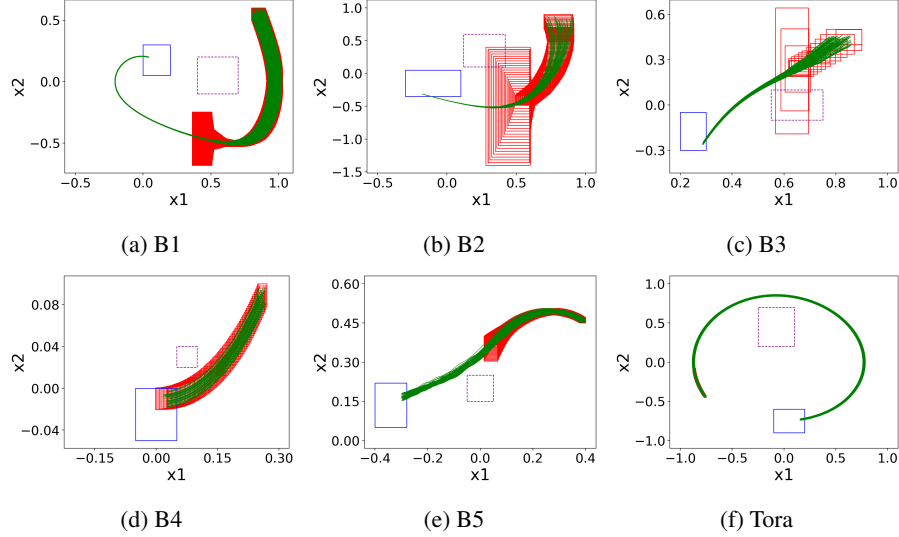 0.5
0.0
−0.5
−0.5 0.0 0.5 1.0
x2
x1
(a) B1
1.0
0.5
0.0
−0.5
−1.0
−1.5
−0.5 0.0 0.5 1.0
x2
x1
(b) B2
0.6
0.3
0.0
−0.3
0.2 0.4 0.6 0.8 1.0
x2
x1
(c) B3
0.08
0.04
0.00
−0.04
−0.15 0.00 0.15 0.30
x2
x1
(d) B4
0.60
0.45
0.30
0.15
0.00
−0.4 −0.2 0.0 0.2 0.4
x2
x1
(e) B5
1.0
0.5
0.0
−0.5
−1.0
−1.0 −0.5 0.0 0.5 1.0
x2
x1
(f) Tora